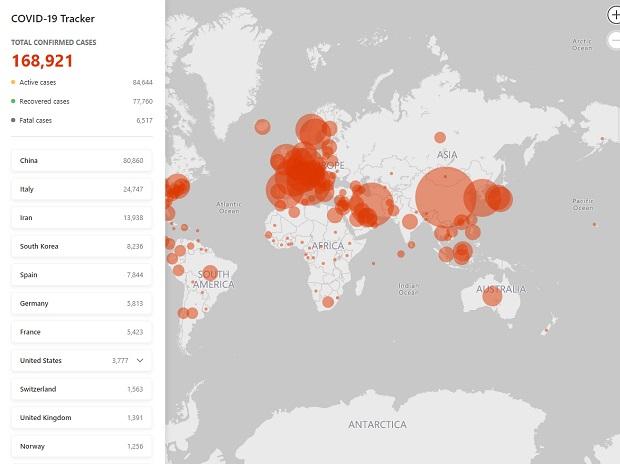 COVID-19 Tracker
TOTAL CONFIRMED CASES
168,921
Active cases 84,644
Recovered cases 77,760
Fatal cases 6,517
China 80,860
Italy 24,747
Iran 13,938
South Korea 8,236
Spain 7,844
Germany 5,813
France 5,423
United States 3,777
Switzerland 1,563
United Kingdom 1,391
Norway 1,256
Arctic
Ocean
ASIA
Atlantic
Ocean
Pacific
Ocean
AFRICA
SOUTH
AMERICA
Indian
Ocean
AUSTRALIA
ANTARCTICA